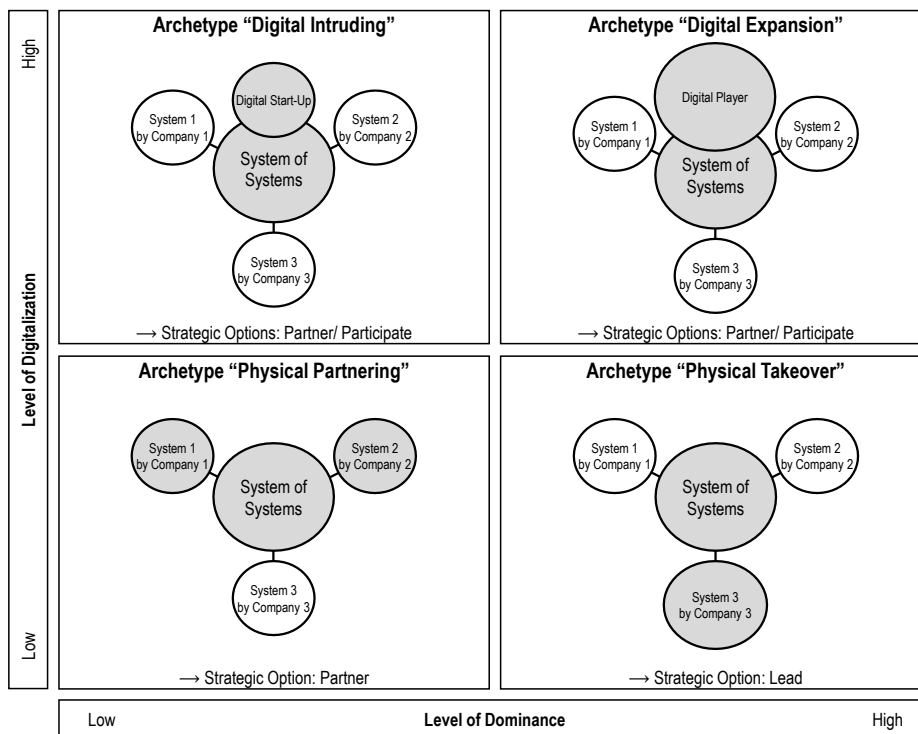 Level of Digitalization
High
Low
Archetype “Digital Intruding”
Digital Start-Up
System 1
by Company 1
System 2
by Company 2
System of
Systems
System 3
by Company 3
→ Strategic Options: Partner/ Participate
Archetype “Digital Expansion”
Digital Player
System 1
by Company 1
System 2
by Company 2
System of
Systems
System 3
by Company 3
→ Strategic Options: Partner/ Participate
Archetype “Physical Partnering”
System 1
by Company 1
System 2
by Company 2
System of
Systems
System 3
by Company 3
→ Strategic Option: Partner
Archetype “Physical Takeover”
System 1
by Company 1
System 2
by Company 2
System of
Systems
System 3
by Company 3
→ Strategic Option: Lead
Low
Level of Dominance
High